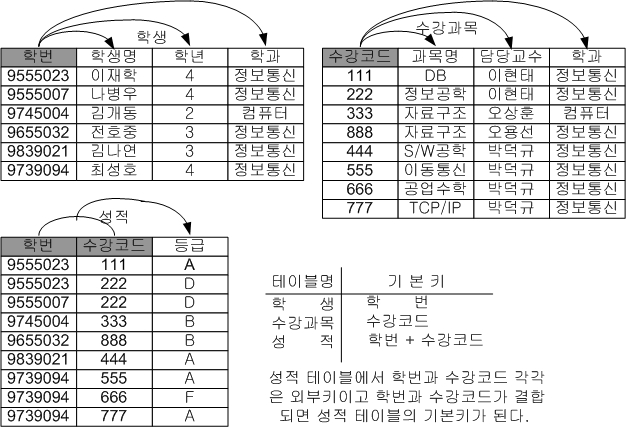 학생
학번 학생명 학년 학과
9555023 이재학 4 정보통신
9555007 나병우 4 정보통신
9745004 김개동 2 컴퓨터
9655032 전호중 3 정보통신
9839021 김나연 3 정보통신
9739094 최성호 4 정보통신
수강과목
수강코드 과목명 담당교수 학과
111 DB 이현태 정보통신
222 정보공학 이현태 정보통신
333 자료구조 오상훈 컴퓨터
888 자료구조 오용선 정보통신
444 S/W공학 박덕규 정보통신
555 이동통신 박덕규 정보통신
666 공업수학 박덕규 정보통신
777 TCP/IP 박덕규 정보통신
성적
학번 수강코드 등급
9555023 111 A
9555023 222 D
9555007 222 D
9745004 333 B
9655032 888 B
9839021 444 A
9739094 555 A
9739094 666 F
9739094 777 A
테이블명 기 본 키
학 생 학 번
수강과목 수강코드
성 적 학번 + 수강코드
성적 테이블에서 학번과 수강코드 각각
은 외부키이고 학번과 수강코드가 결합
되면 성적 테이블의 기본키가 된다.